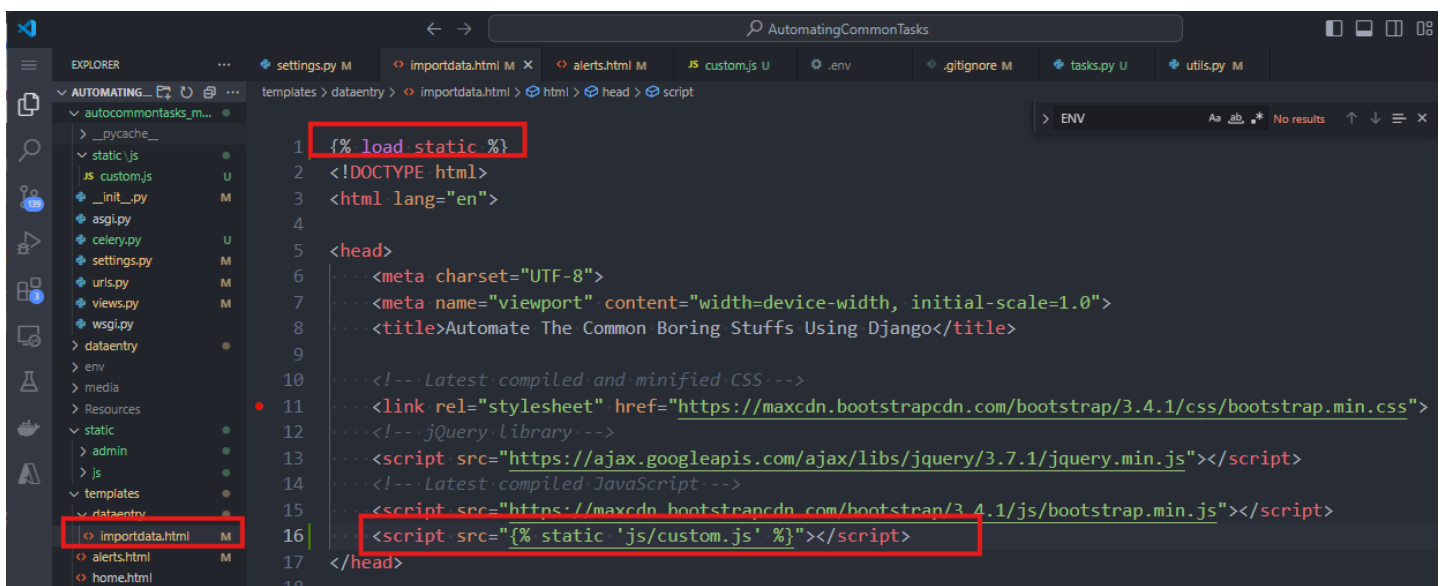 AutomatingCommonTasks
EXPLORER ...
settings.py M importdata.html M × alerts.html M JS custom.js U .env .gitignore M tasks.py U utils.py M
AUTOMATING... ...
templates > dataentry > importdata.html > html > head > script
autocommontasks_m...
> ENV Aa ab .* No results
__pycache__
static\js
JS custom.js U
__init__.py M
asgi.py
celery.py U
settings.py M
urls.py M
views.py M
wsgi.py
dataentry
env
media
Resources
static
admin
js
templates
dataentry
importdata.html M
alerts.html M
home.html
139
3
1 {% load static %}
2 <!DOCTYPE html>
3 <html lang="en">
4
5 <head>
6 <meta charset="UTF-8">
7 <meta name="viewport" content="width=device-width, initial-scale=1.0">
8 <title>Automate The Common Boring Stuffs Using Django</title>
9
10 <!-- Latest compiled and minified CSS -->
11 <link rel="stylesheet" href="https://maxcdn.bootstrapcdn.com/bootstrap/3.4.1/css/bootstrap.min.css">
12 <!-- jQuery library -->
13 <script src="https://ajax.googleapis.com/ajax/libs/jquery/3.7.1/jquery.min.js"></script>
14 <!-- Latest compiled JavaScript -->
15 <script src="https://maxcdn.bootstrapcdn.com/bootstrap/3.4.1/js/bootstrap.min.js"></script>
16 <script src="{% static 'js/custom.js' %}"></script>
17 </head>
18